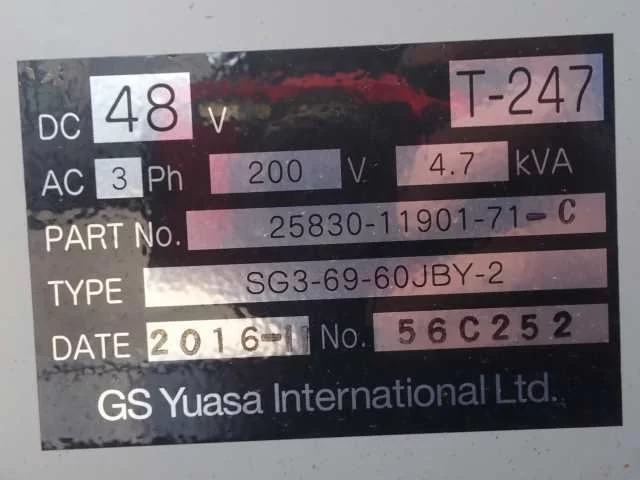 DC 48 V T-247
AC 3 Ph 200 V. 4.7 kVA
PART No. 25830-11901-71-C
TYPE SG3-69-60JBY-2
DATE 2016-11 No. 56C252
GS Yuasa International Ltd.